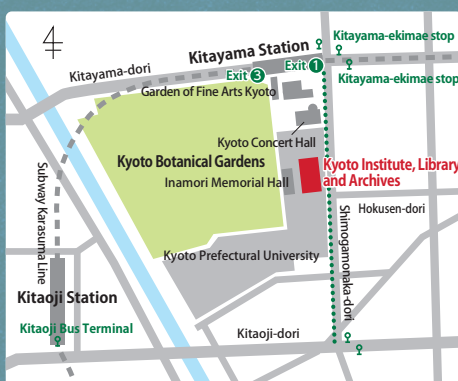 Kitayama Station
Kitayama-ekimae stop
Exit 1
Kitayama-dori
Exit 3
Kitayama-ekimae stop
Garden of Fine Arts Kyoto
Kyoto Concert Hall
Kyoto Botanical Gardens
Kyoto Institute, Library
and Archives
Inamori Memorial Hall
Subway Karasuma Line
Hokusen-dori
Shimogamonaka-dori
Kyoto Prefectural University
Kitaoji Station
Kitaoji Bus Terminal
Kitaoji-dori